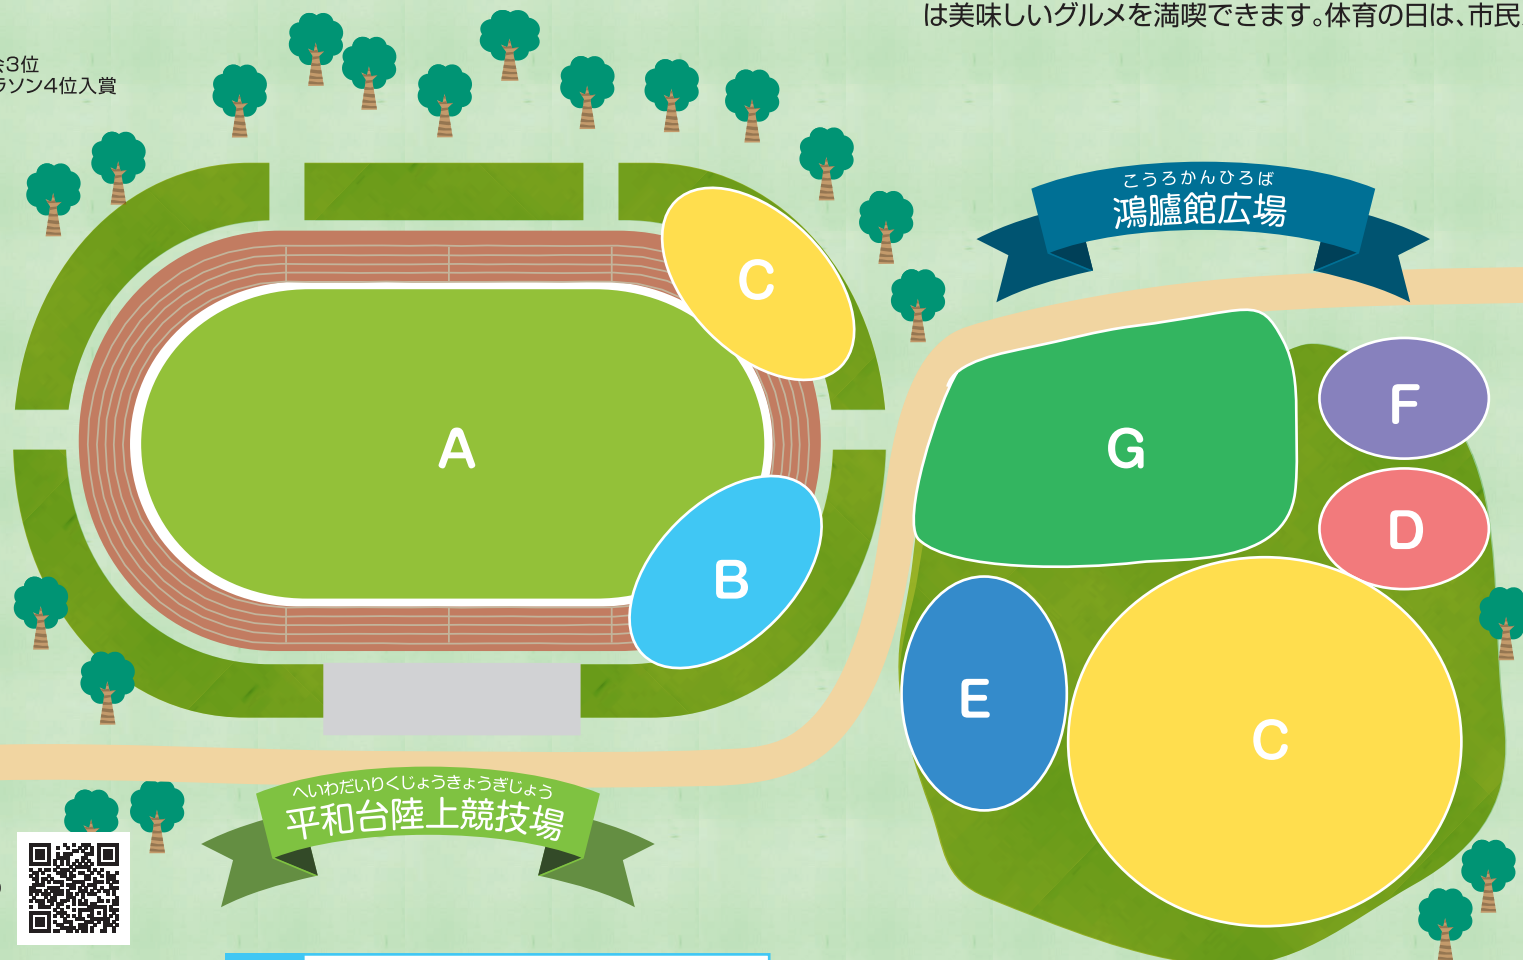 は美味しいグルメを満喫できます。体育の日は、市民
会3位
ラソン4位入賞
こうろかんひろば
鴻臚館広場
C
A
B
G
F
D
E
C
へいわだいりくじょうきょうぎじょう
平和台陸上競技場